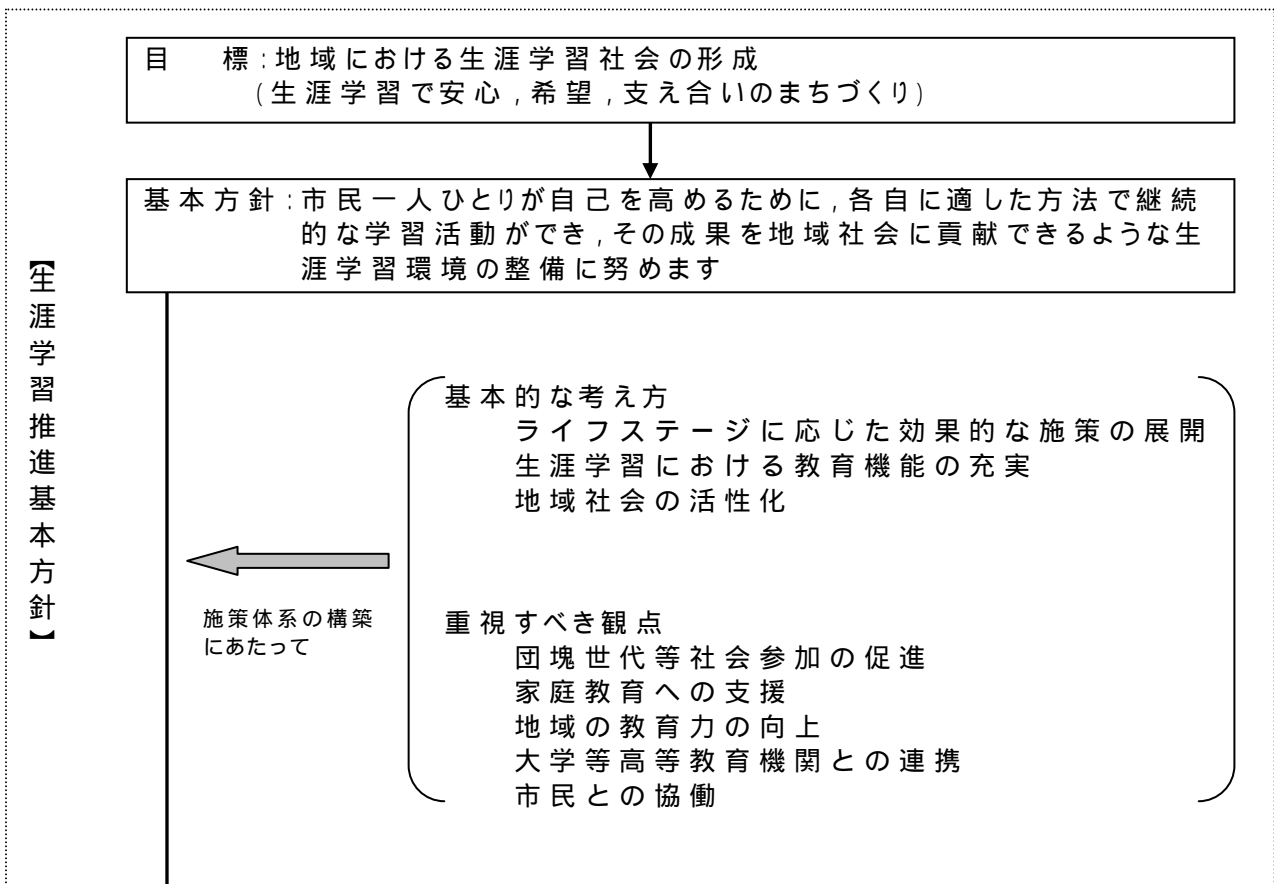 目　標:地域における生涯学習社会の形成
(生涯学習で安心,希望,支え合いのまちづくり)
基本方針:市民一人ひとりが自己を高めるために,各自に適した方法で継続
的な学習活動ができ,その成果を地域社会に貢献できるような生
涯学習環境の整備に努めます
【生涯学習推進基本方針】
基本的な考え方
ライフステージに応じた効果的な施策の展開
生涯学習における教育機能の充実
地域社会の活性化
施策体系の構築
にあたって
重視すべき観点
団塊世代等社会参加の促進
家庭教育への支援
地域の教育力の向上
大学等高等教育機関との連携
市民との協働